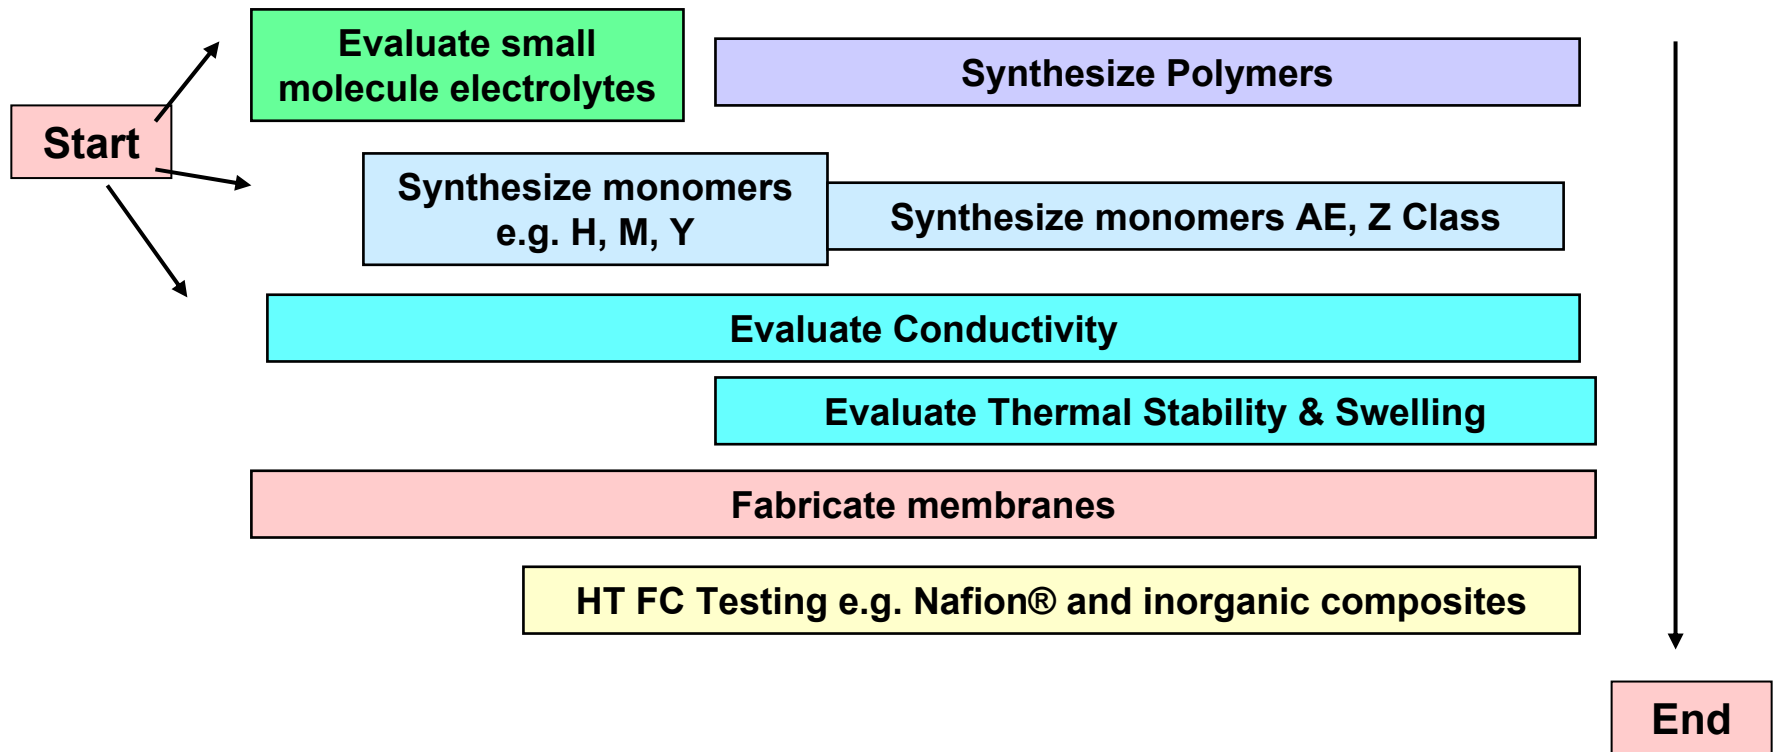 Evaluate small
molecule electrolytes
Synthesize Polymers
Start
Synthesize monomers
e.g. H, M, Y
Synthesize monomers AE, Z Class
Evaluate Conductivity
Evaluate Thermal Stability & Swelling
Fabricate membranes
HT FC Testing e.g. Nafion® and inorganic composites
End